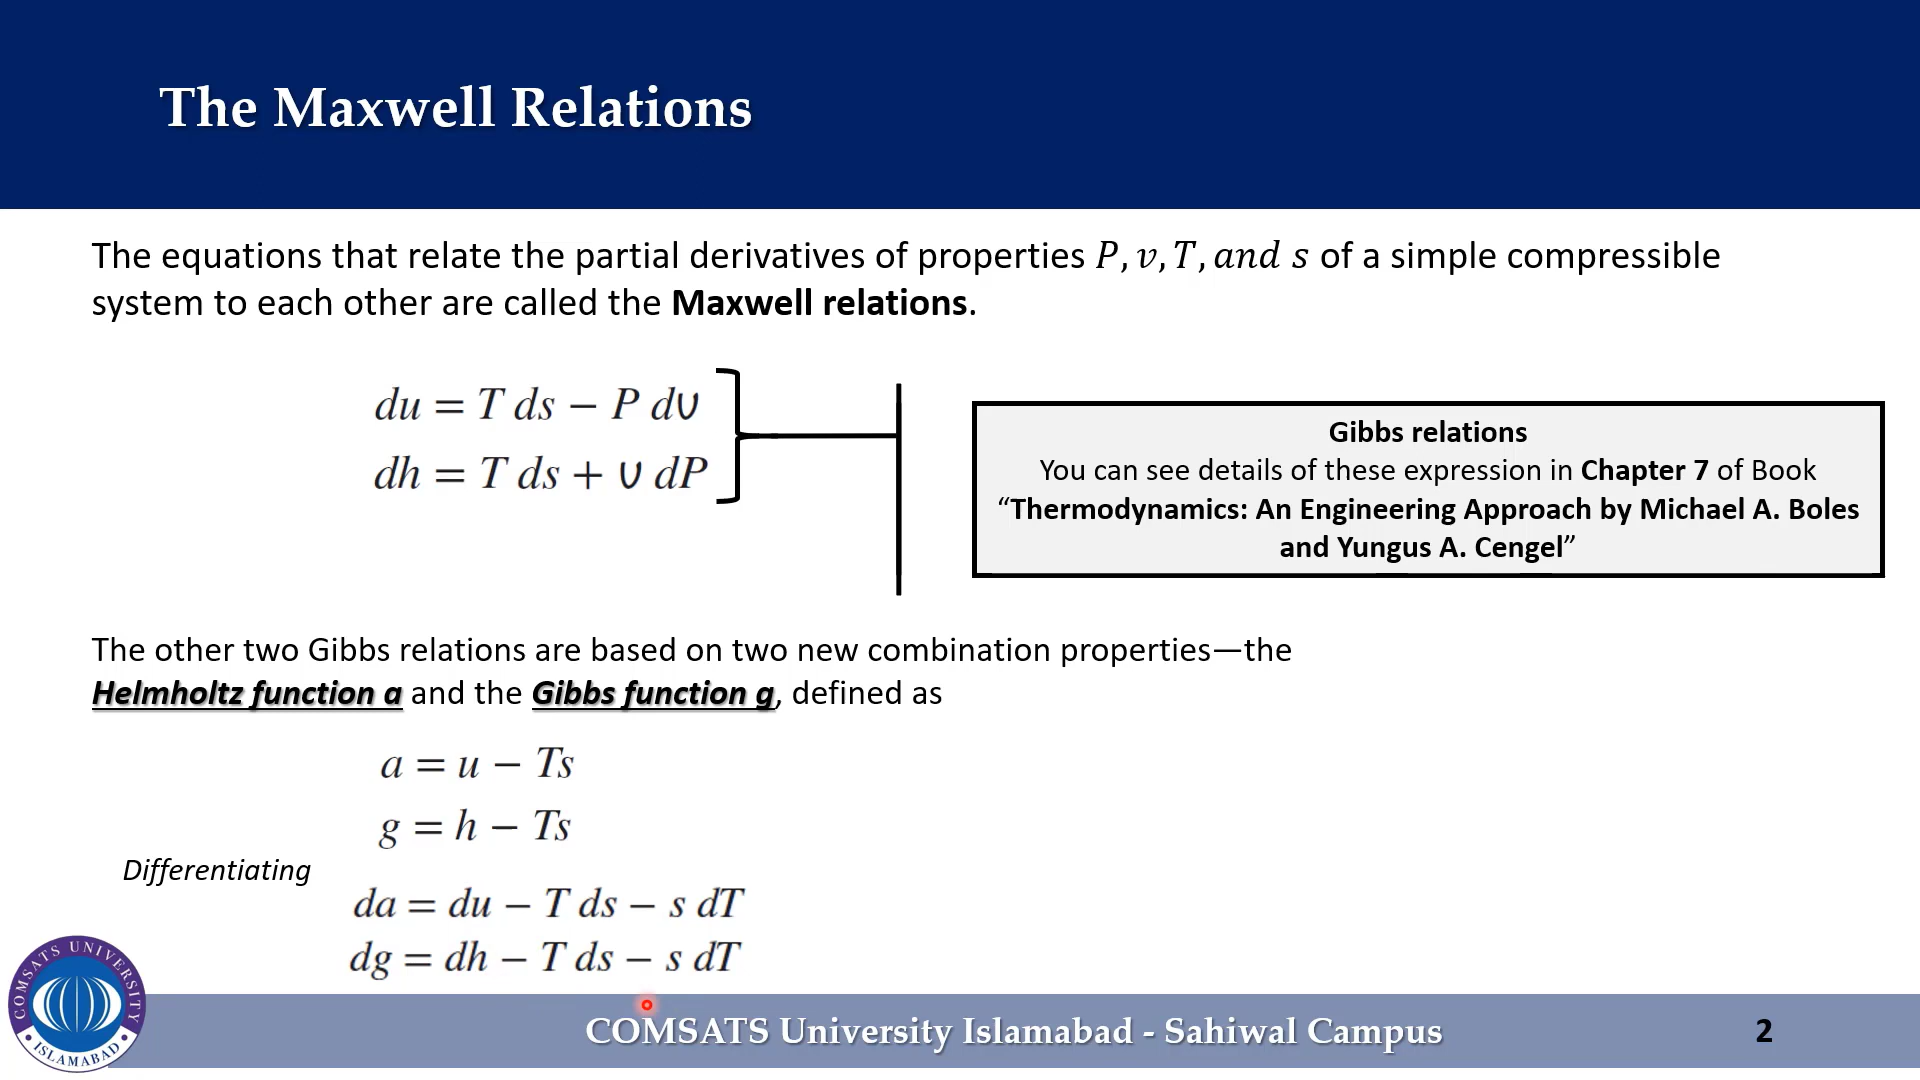 The Maxwell Relations
The equations that relate the partial derivatives of properties P, v, T, and s of a simple compressible
system to each other are called the Maxwell relations.
du = T ds − P dυ
dh = T ds + υ dP
Gibbs relations
You can see details of these expression in Chapter 7 of Book
“Thermodynamics: An Engineering Approach by Michael A. Boles
and Yungus A. Cengel”
The other two Gibbs relations are based on two new combination properties—the
Helmholtz function a and the Gibbs function g, defined as
a = u − Ts
g = h − Ts
Differentiating
da = du − T ds − s dT
dg = dh − T ds − s dT
COMSATS UNIVERSITY
ISLAMABAD
COMSATS University Islamabad - Sahiwal Campus
2